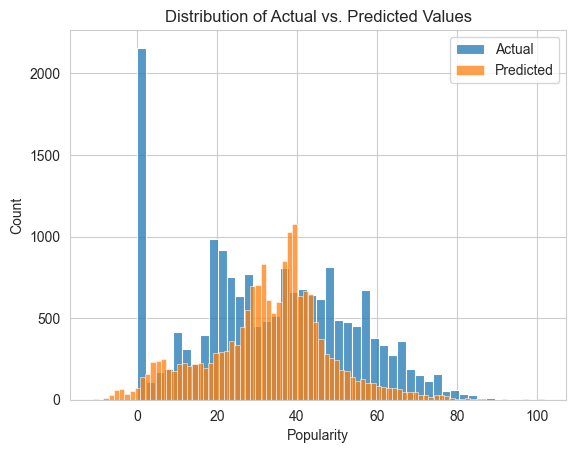 Distribution of Actual vs. Predicted Values
Actual
Predicted
2000
1500
1000
500
0
Count
0 20 40 60 80 100
Popularity